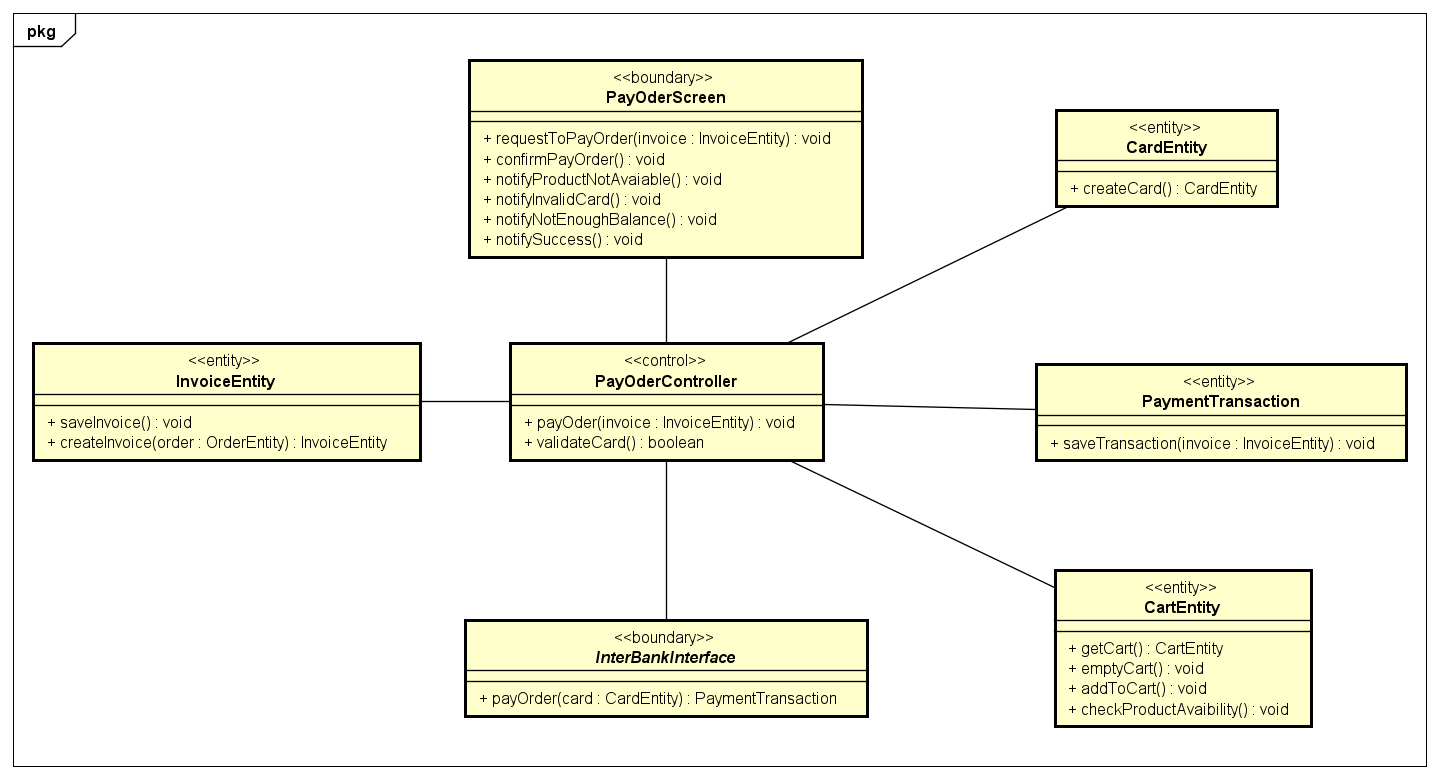 pkg
<<boundary>>
PayOderScreen
+ requestToPayOrder(invoice : InvoiceEntity) : void
+ confirmPayOrder() : void
+ notifyProductNotAvaiable() : void
+ notifyInvalidCard() : void
+ notifyNotEnoughBalance() : void
+ notifySuccess() : void
<<entity>>
CardEntity
+ createCard() : CardEntity
<<entity>>
InvoiceEntity
+ saveInvoice() : void
+ createInvoice(order : OrderEntity) : InvoiceEntity
<<control>>
PayOderController
+ payOder(invoice : InvoiceEntity) : void
+ validateCard() : boolean
<<entity>>
PaymentTransaction
+ saveTransaction(invoice : InvoiceEntity) : void
<<boundary>>
InterBankInterface
+ payOrder(card : CardEntity) : PaymentTransaction
<<entity>>
CartEntity
+ getCart() : CartEntity
+ emptyCart() : void
+ addToCart() : void
+ checkProductAvaibility() : void